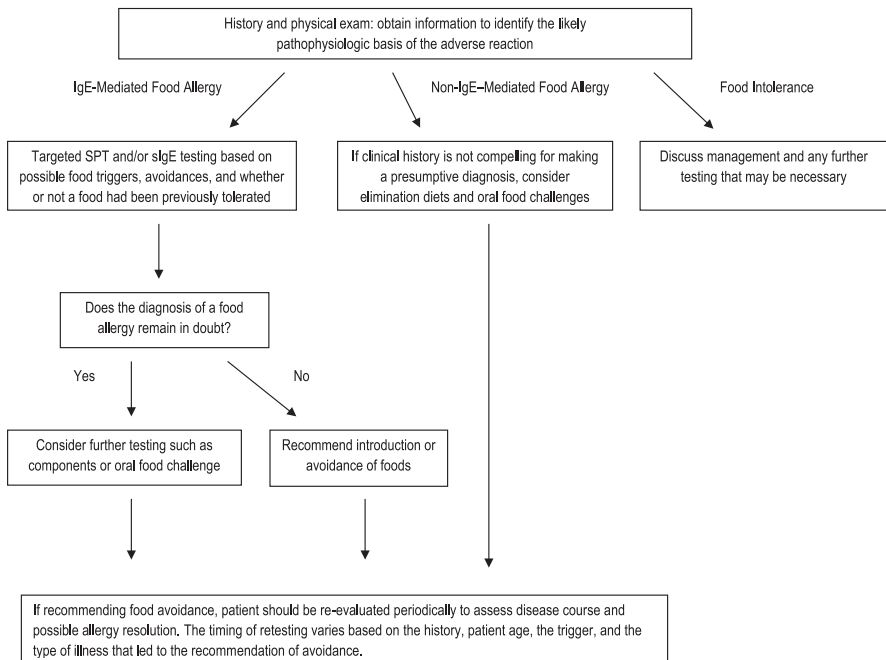 History and physical exam: obtain information to identify the likely
pathophysiologic basis of the adverse reaction
IgE-Mediated Food Allergy
Non-IgE–Mediated Food Allergy
Food Intolerance
Targeted SPT and/or sIgE testing based on
possible food triggers, avoidances, and whether
or not a food had been previously tolerated
If clinical history is not compelling for making
a presumptive diagnosis, consider
elimination diets and oral food challenges
Discuss management and any further
testing that may be necessary
Does the diagnosis of a food
allergy remain in doubt?
Yes
No
Consider further testing such as
components or oral food challenge
Recommend introduction or
avoidance of foods
If recommending food avoidance, patient should be re-evaluated periodically to assess disease course and
possible allergy resolution. The timing of retesting varies based on the history, patient age, the trigger, and the
type of illness that led to the recommendation of avoidance.